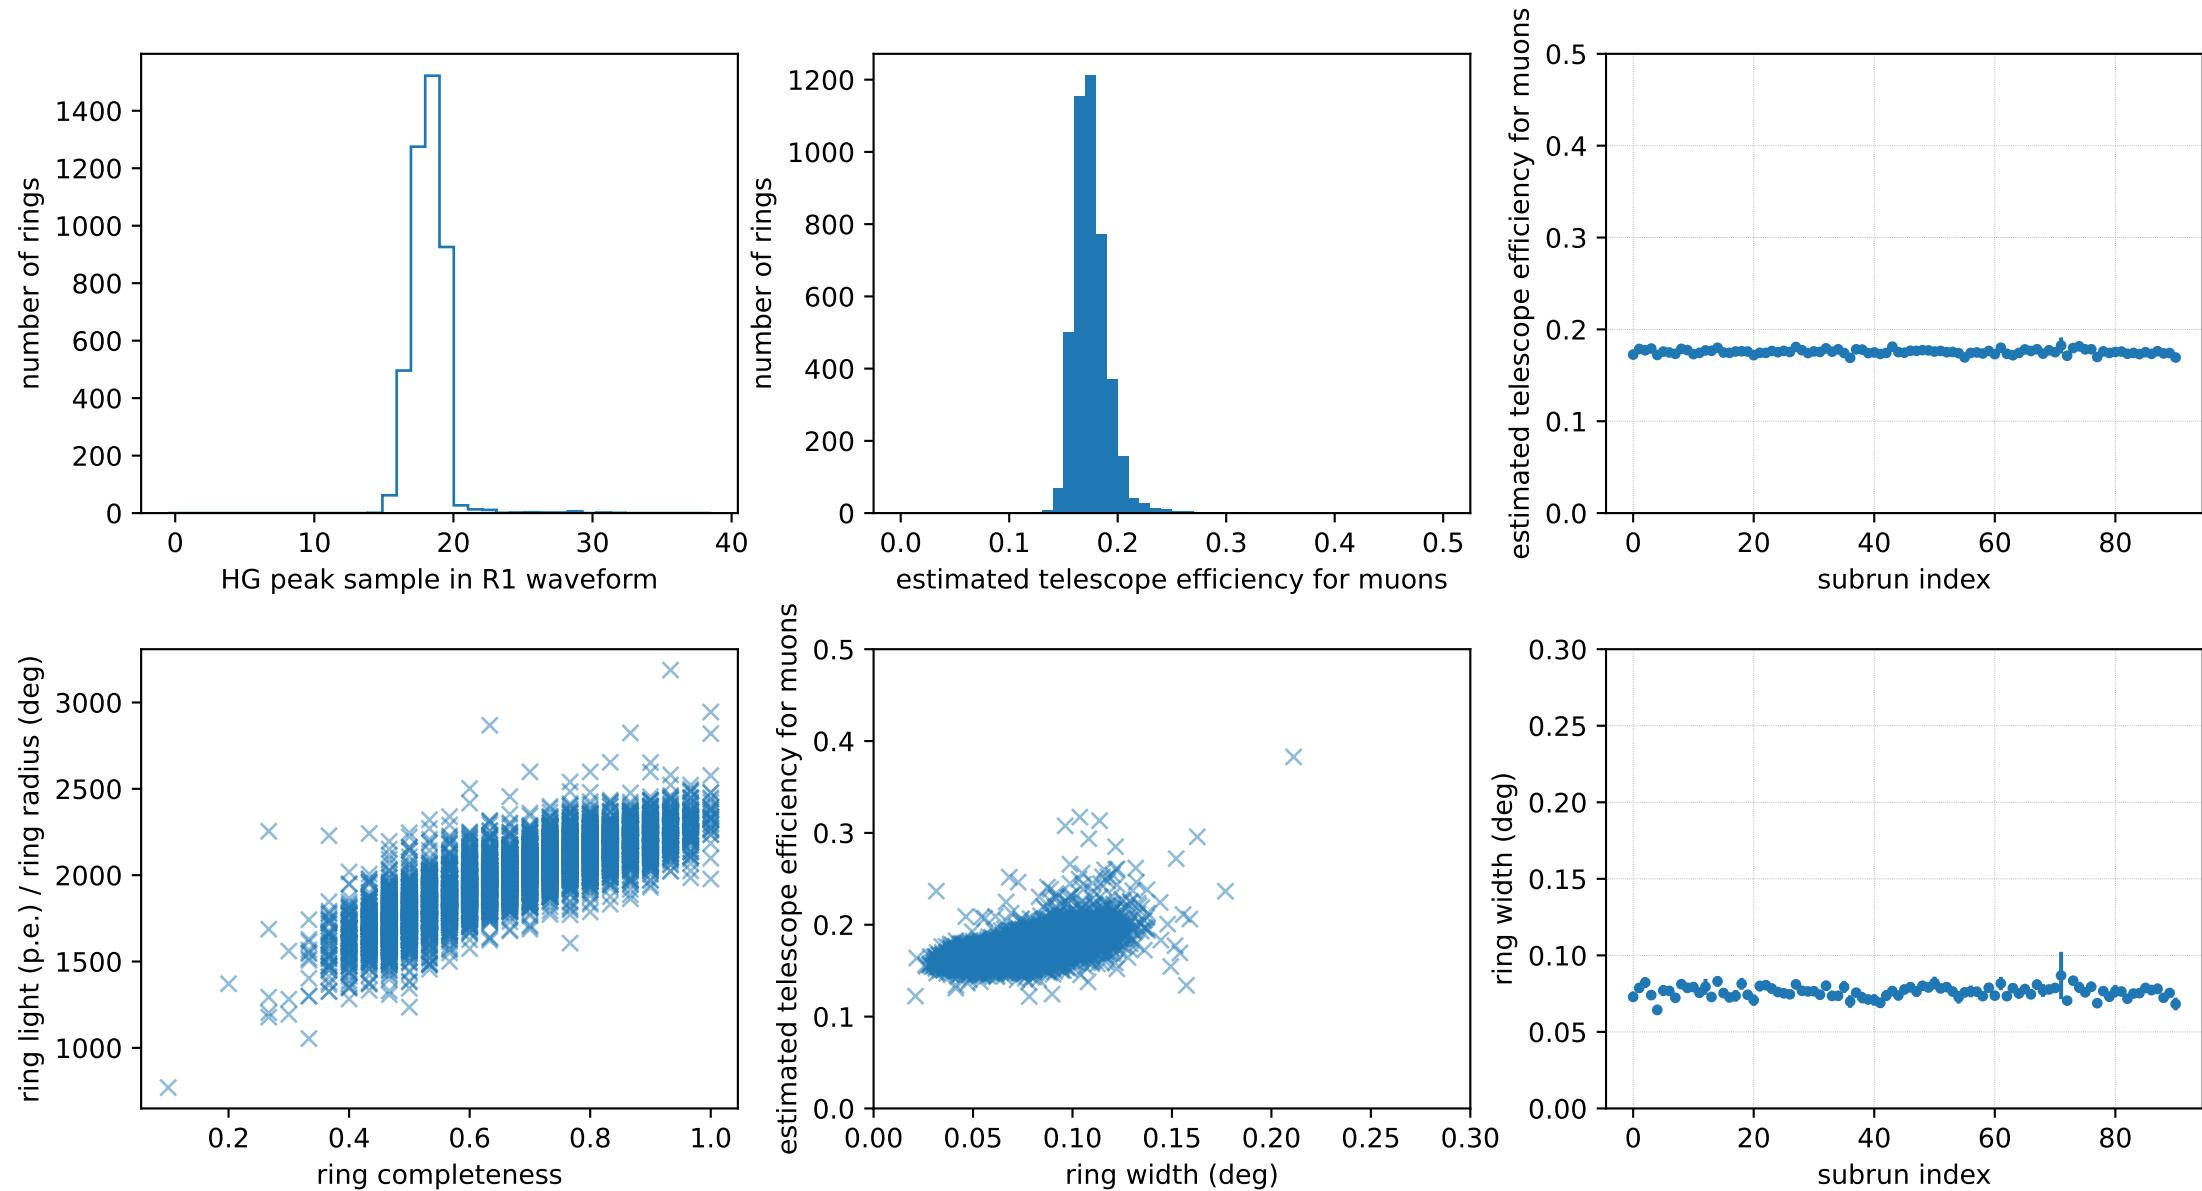 number of rings
1400
1200
1000
800
600
400
200
0
0 10 20 30 40
HG peak sample in R1 waveform
number of rings
1200
1000
800
600
400
200
0
0.0 0.1 0.2 0.3 0.4 0.5
estimated telescope efficiency for muons
estimated telescope efficiency for muons
0.5
0.4
0.3
0.2
0.1
0.0
0 20 40 60 80
subrun index
ring light (p.e.) / ring radius (deg)
3000
2500
2000
1500
1000
0.2 0.4 0.6 0.8 1.0
ring completeness
estimated telescope efficiency for muons
0.5
0.4
0.3
0.2
0.1
0.0
0.00 0.05 0.10 0.15 0.20 0.25 0.30
ring width (deg)
ring width (deg)
0.30
0.25
0.20
0.15
0.10
0.05
0.00
0 20 40 60 80
subrun index